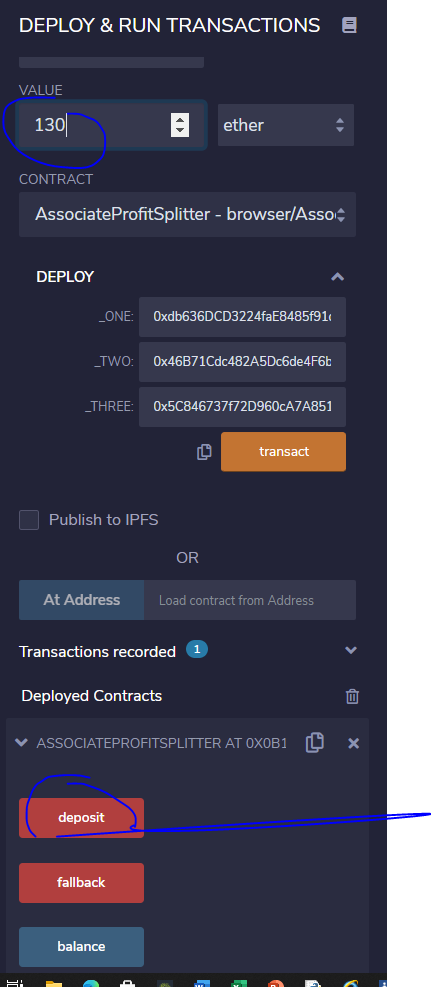 DEPLOY & RUN TRANSACTIONS
VALUE
130
ether
CONTRACT
AssociateProfitSplitter - browser/Asso
DEPLOY
_ONE: 0xdb636DCD3224faE8485f91
_TWO: 0x46B71Cdc482A5Dc6de4F6b
_THREE: 0x5C846737f72D960cA7A851
transact
Publish to IPFS
OR
At Address Load contract from Address
Transactions recorded 1
Deployed Contracts
ASSOCIATEPROFITSPLITTER AT 0X0B1
deposit
fallback
balance